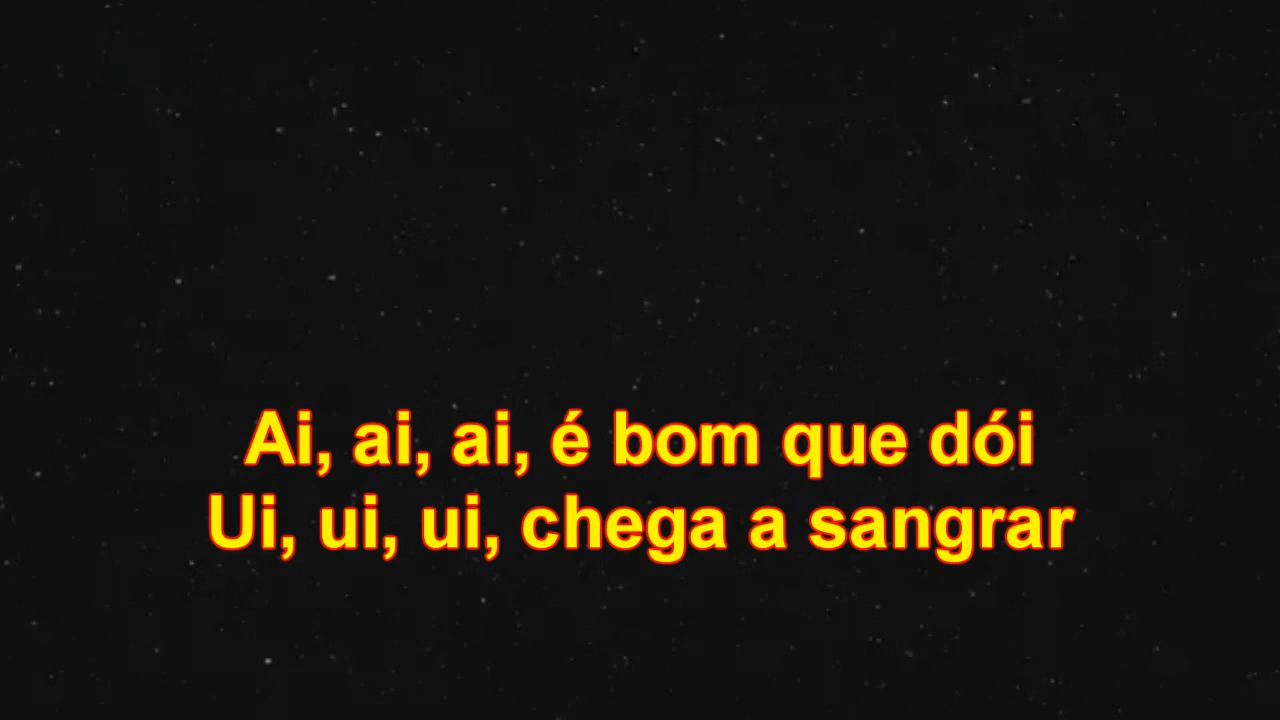 Ai, ai, ai, é bom que dói
Ui, ui, ui, chega a sangrar